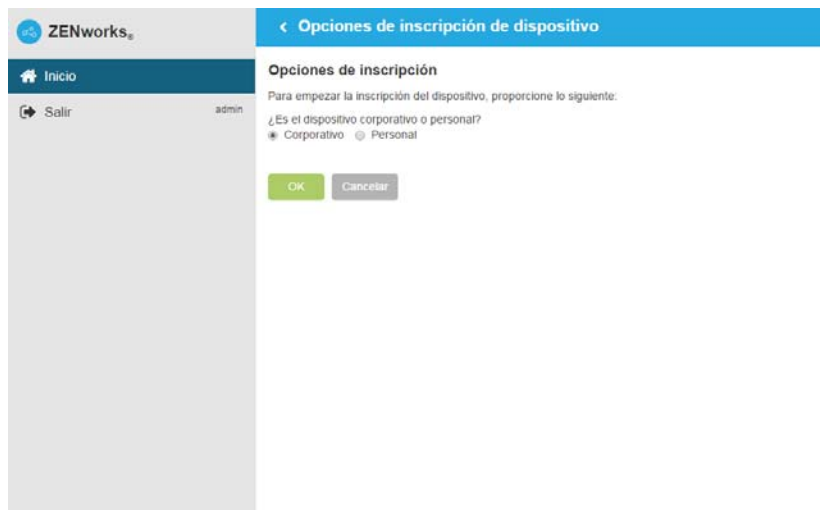 ZENworks®
Inicio
Salir admin
Opciones de inscripción de dispositivo
Opciones de inscripción
Para empezar la inscripción del dispositivo, proporcione lo siguiente:
¿Es el dispositivo corporativo o personal?
Corporativo Personal
OK Cancelar